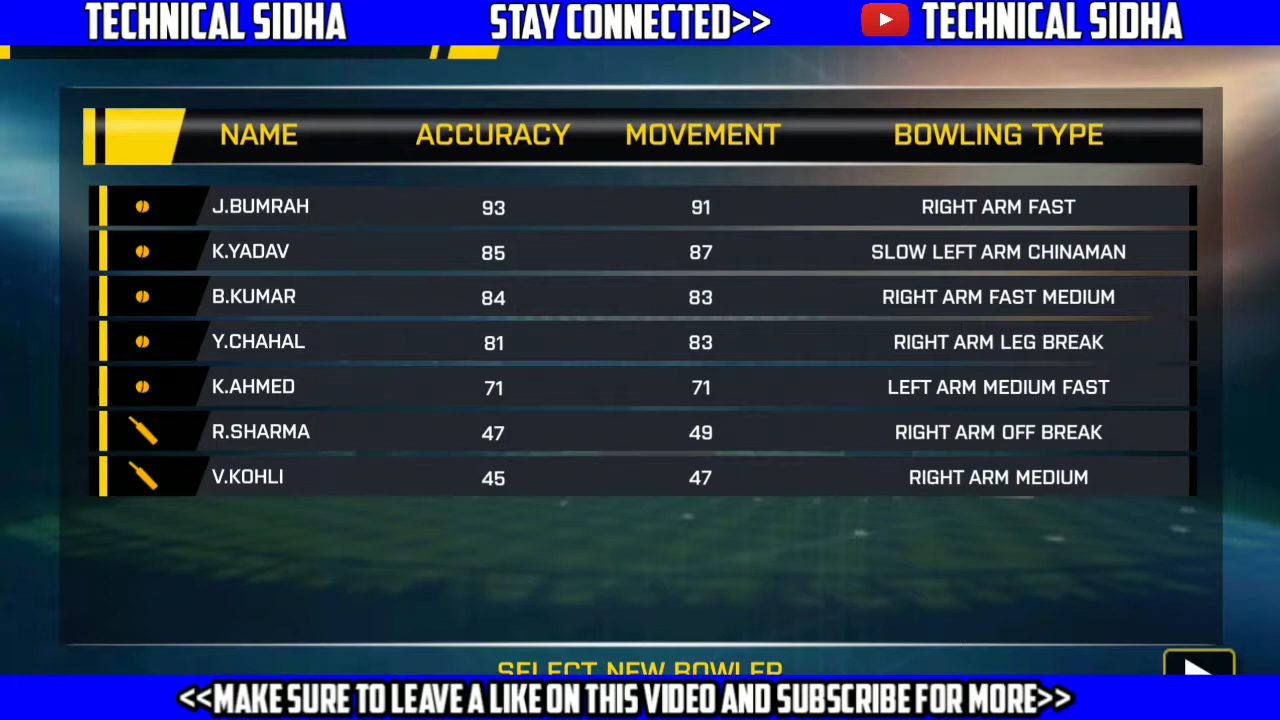 TECHNICAL SIDHA STAY CONNECTED>> TECHNICAL SIDHA
NAME ACCURACY MOVEMENT BOWLING TYPE
J.BUMRAH 93 91 RIGHT ARM FAST
K.YADAV 85 87 SLOW LEFT ARM CHINAMAN
B.KUMAR 84 83 RIGHT ARM FAST MEDIUM
Y.CHAHAL 81 83 RIGHT ARM LEG BREAK
K.AHMED 71 71 LEFT ARM MEDIUM FAST
R.SHARMA 47 49 RIGHT ARM OFF BREAK
V.KOHLI 45 47 RIGHT ARM MEDIUM
SELECT NEW BOWLER
<<MAKE SURE TO LEAVE A LIKE ON THIS VIDEO AND SUBSCRIBE FOR MORE>>